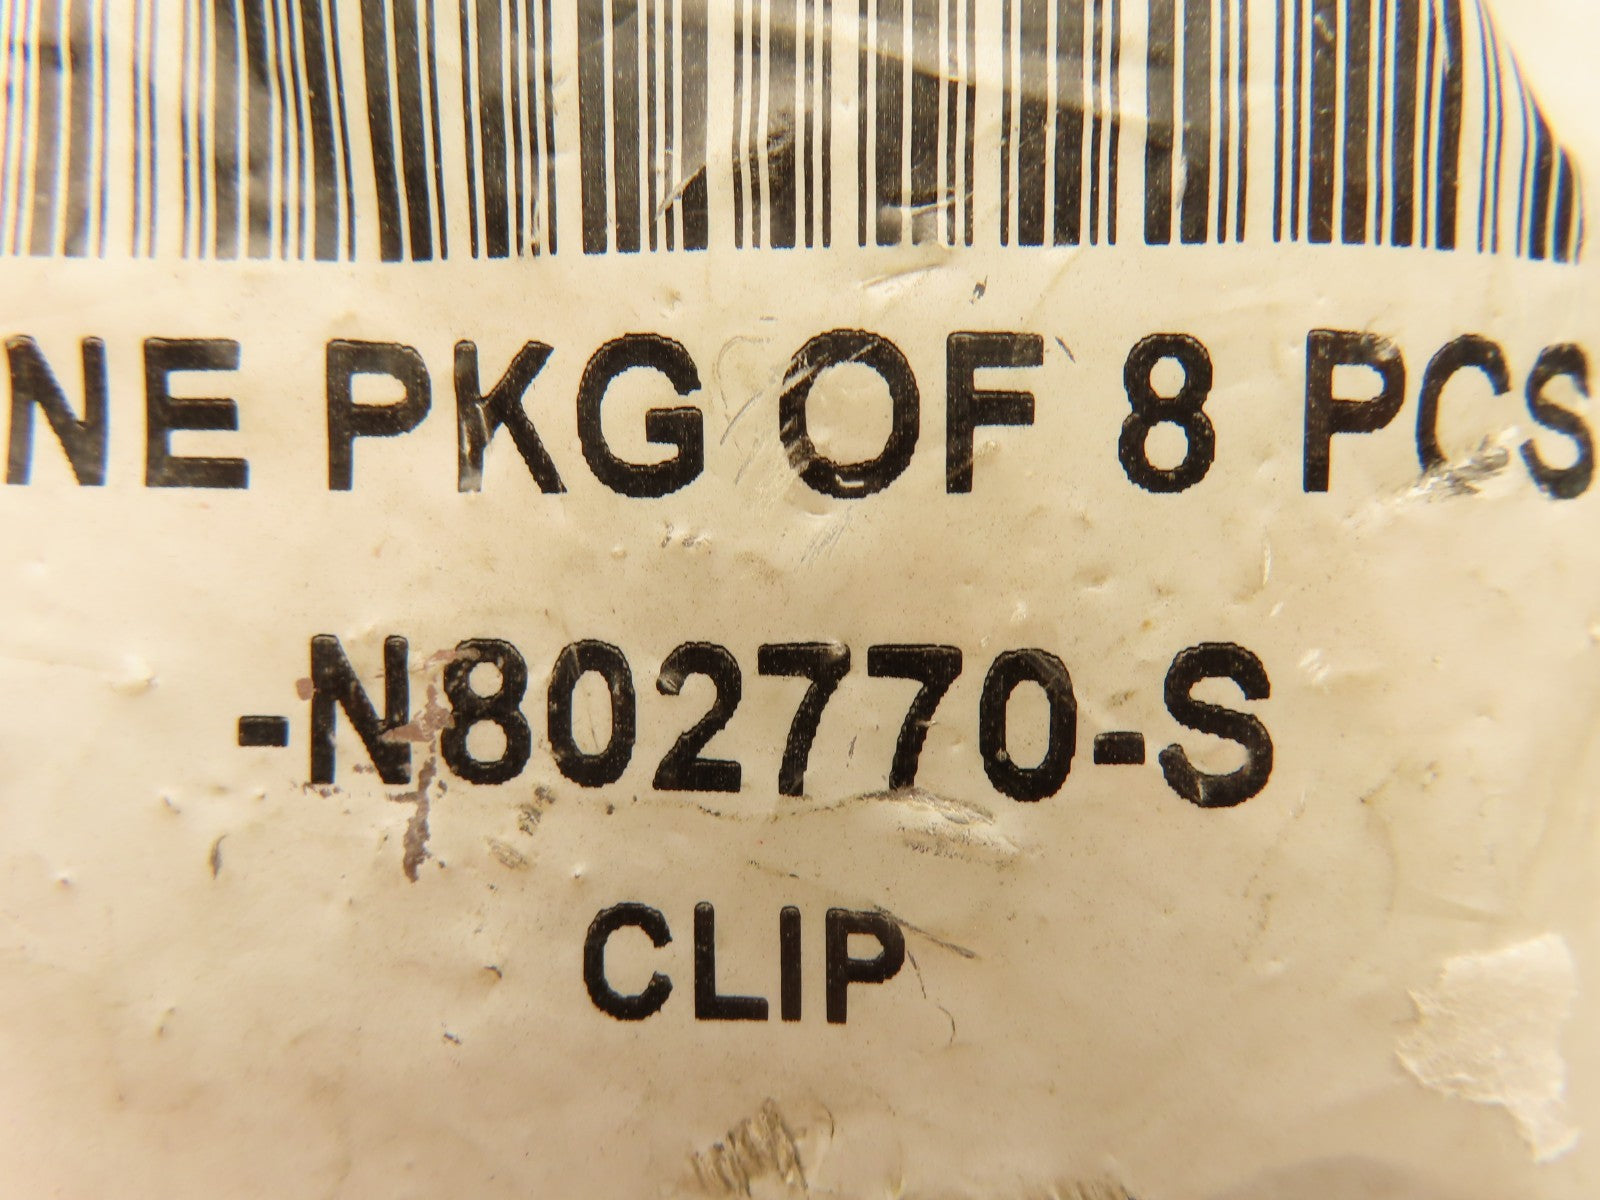 NE PKG OF 8 PCS
-N802770-S
CLIP